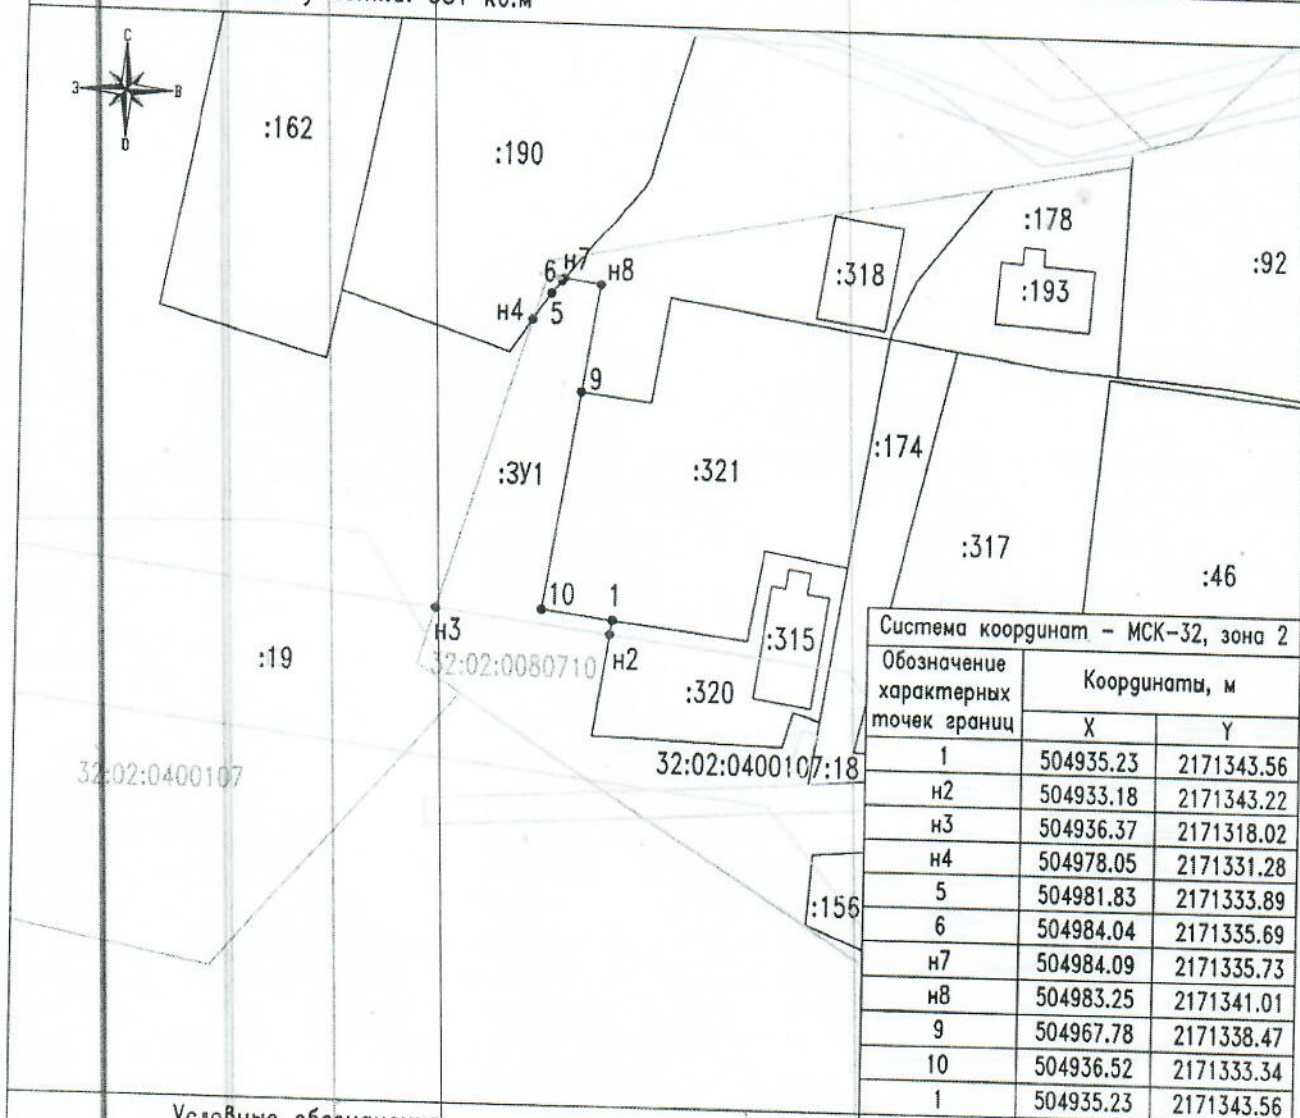 кв.м
С
З
В
:162
:190
:178
:318
:193
:92
н7
6
н8
н4
5
9
:174
:ЗУ1
:321
:317
:46
10
1
н3
н2
:315
:19
32:02:0080710
:320
32:02:0400107
32:02:0400107:18
:156
Система координат – МСК-32, зона 2
Обозначение характерных точек границ
Координаты, м
X Y
1 504935.23 2171343.56
н2 504933.18 2171343.22
н3 504936.37 2171318.02
н4 504978.05 2171331.28
5 504981.83 2171333.89
6 504984.04 2171335.69
н7 504984.09 2171335.73
н8 504983.25 2171341.01
9 504967.78 2171338.47
10 504936.52 2171333.34
1 504935.23 2171343.56